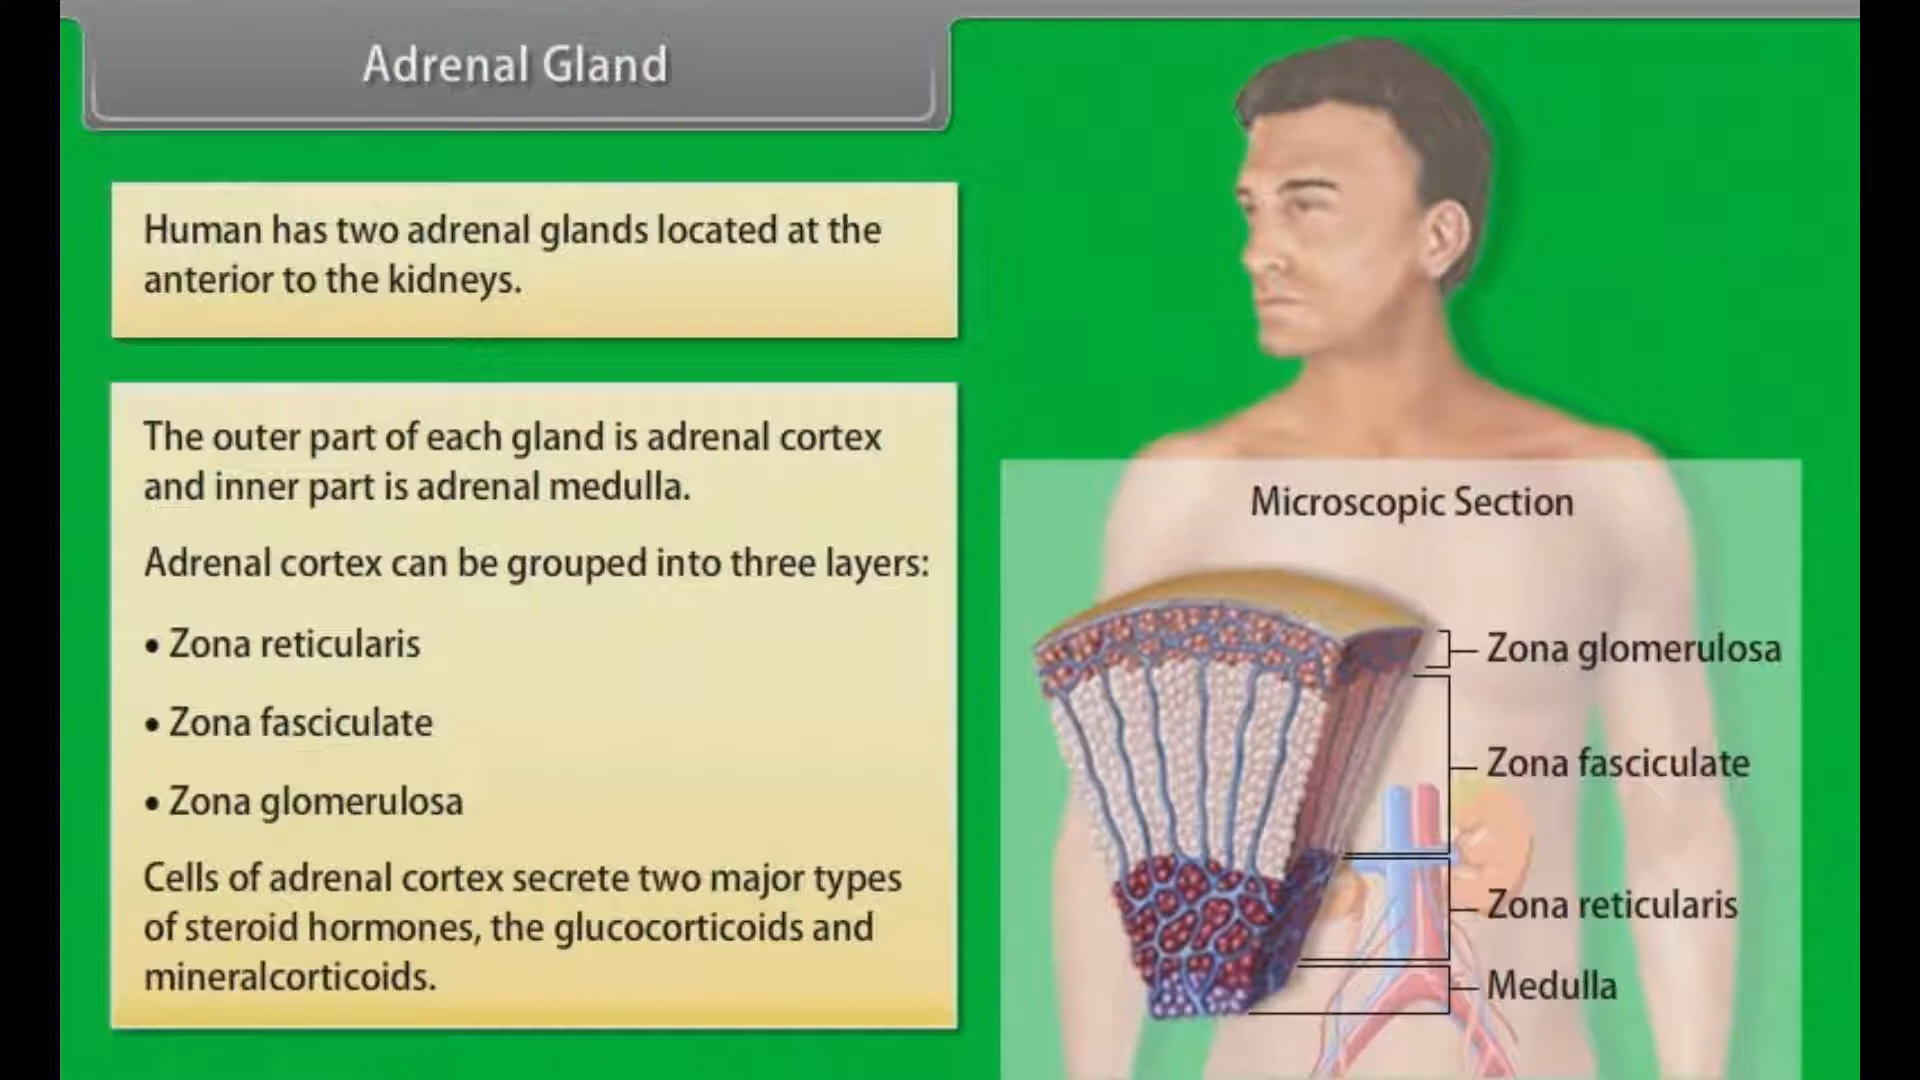 Adrenal Gland
Human has two adrenal glands located at the
anterior to the kidneys.
The outer part of each gland is adrenal cortex
and inner part is adrenal medulla.
Adrenal cortex can be grouped into three layers:
• Zona reticularis
• Zona fasciculate
• Zona glomerulosa
Cells of adrenal cortex secrete two major types
of steroid hormones, the glucocorticoids and
mineralcorticoids.
Microscopic Section
Zona glomerulosa
Zona fasciculate
Zona reticularis
Medulla